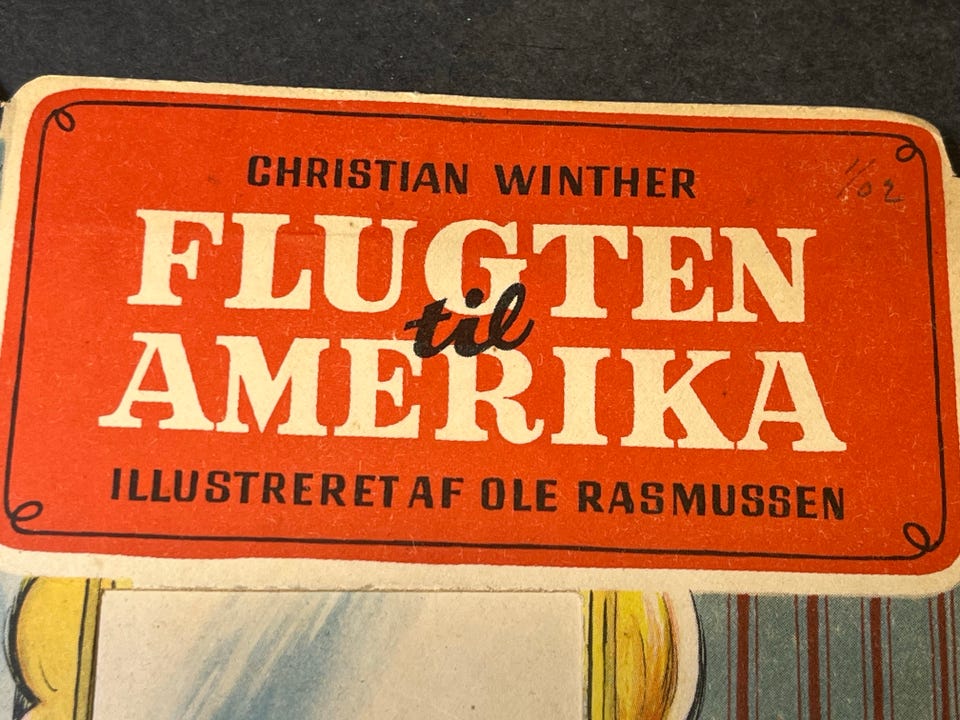 CHRISTIAN WINTHER
FLUGTEN
til
AMERIKA
ILLUSTRERET AF OLE RASMUSSEN